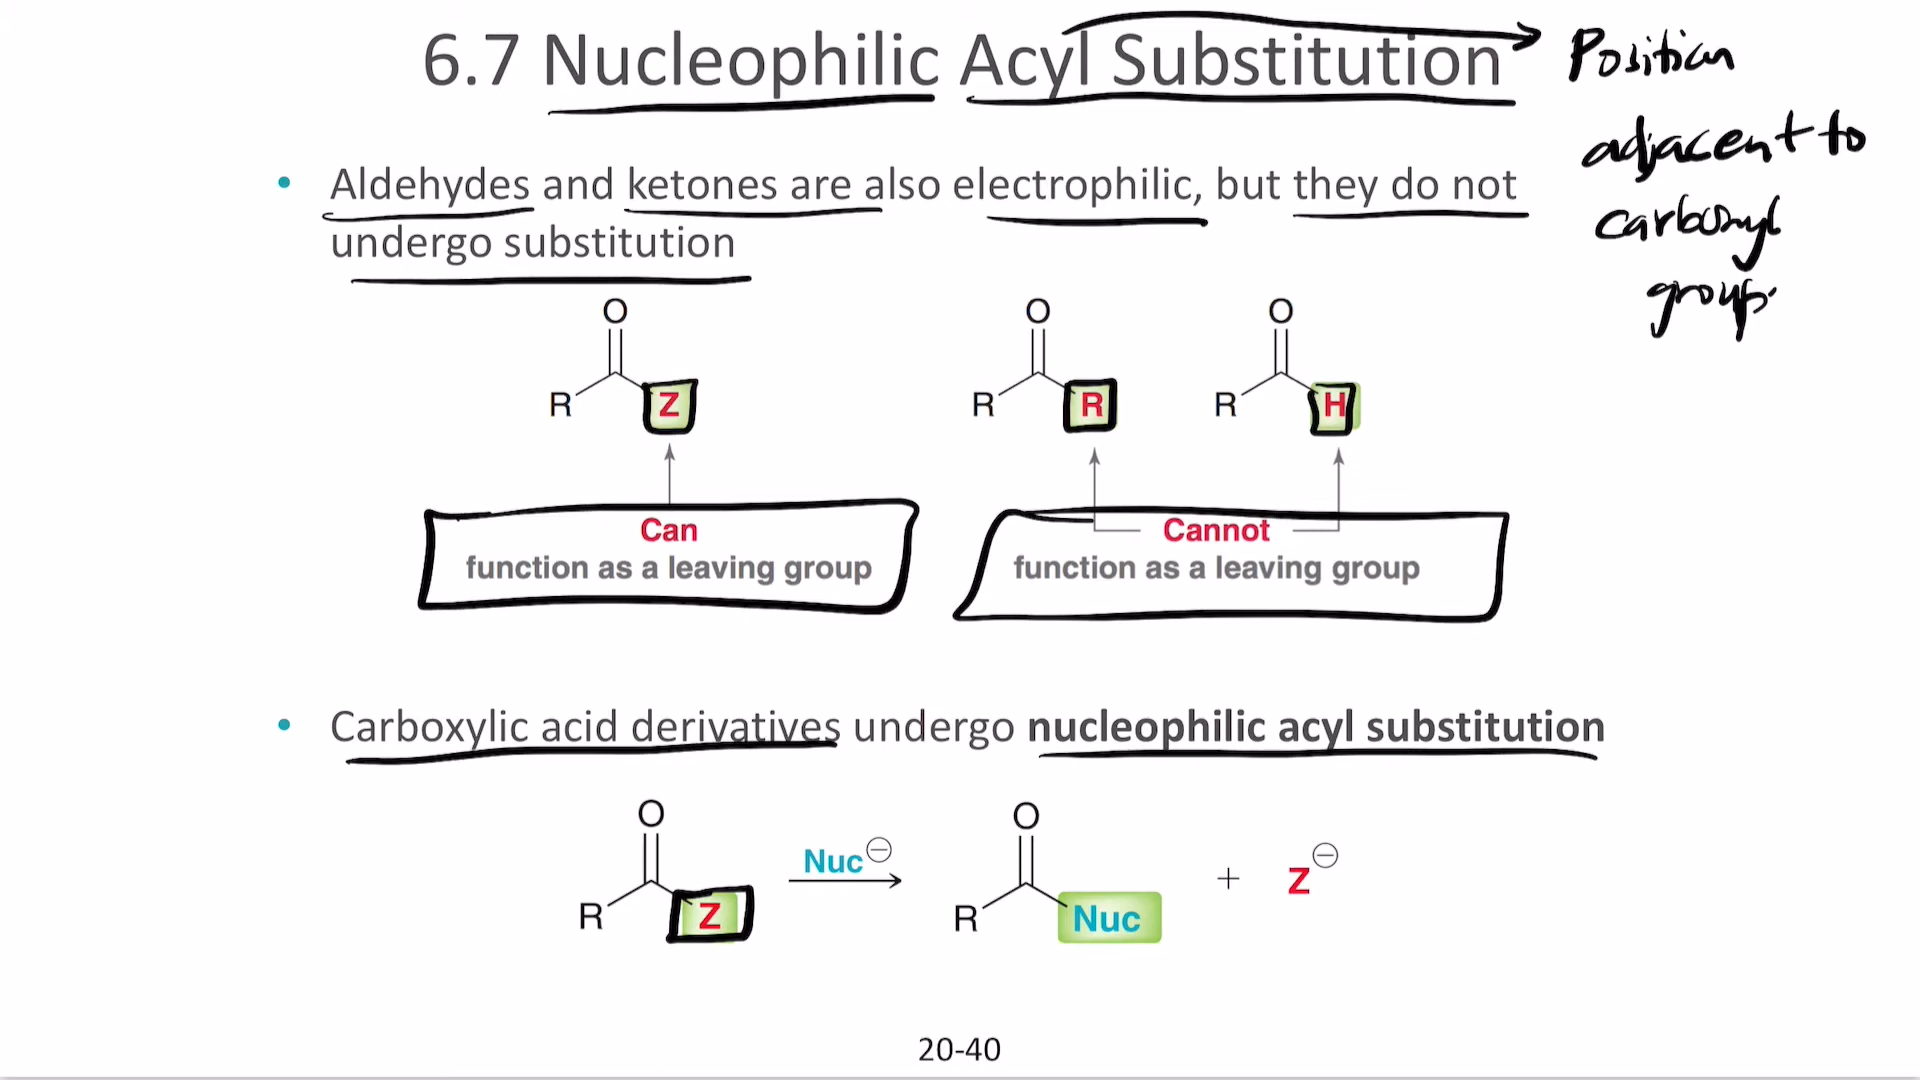 6.7 Nucleophilic Acyl Substitution
Position
adjacent to
carbonyl
group.
• Aldehydes and ketones are also electrophilic, but they do not
undergo substitution
O
R Z
O
R R
O
R H
Can
function as a leaving group
Cannot
function as a leaving group
• Carboxylic acid derivatives undergo nucleophilic acyl substitution
O
R Z
Nuc⊖
O
R Nuc
+ Z⊖
20-40